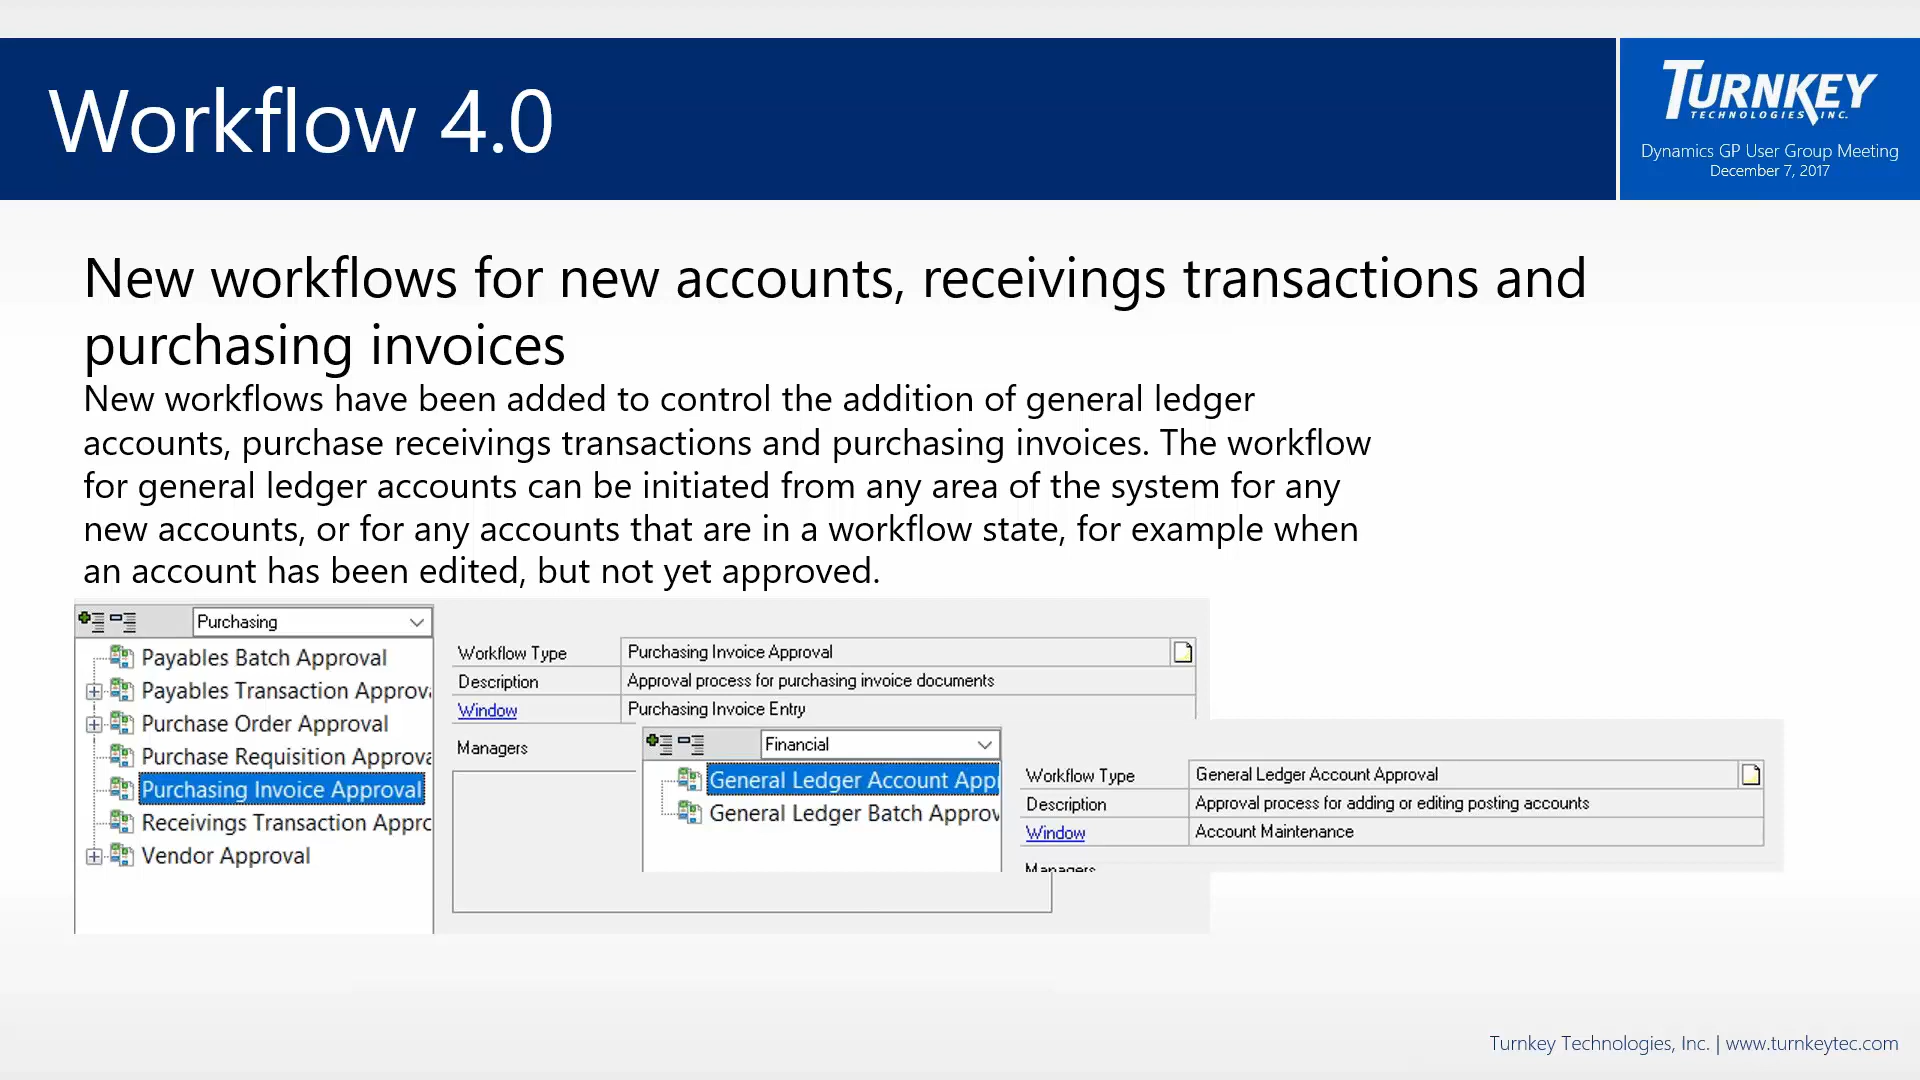 Workflow 4.0
TURNKEY
TECHNOLOGIES, INC.
Dynamics GP User Group Meeting
December 7, 2017
New workflows for new accounts, receivings transactions and
purchasing invoices
New workflows have been added to control the addition of general ledger
accounts, purchase receivings transactions and purchasing invoices. The workflow
for general ledger accounts can be initiated from any area of the system for any
new accounts, or for any accounts that are in a workflow state, for example when
an account has been edited, but not yet approved.
Purchasing
Payables Batch Approval
Payables Transaction Approv
Purchase Order Approval
Purchase Requisition Approva
Purchasing Invoice Approval
Receivings Transaction Appro
Vendor Approval
Workflow Type Purchasing Invoice Approval
Description Approval process for purchasing invoice documents
Window Purchasing Invoice Entry
Managers
Financial
General Ledger Account App
General Ledger Batch Approv
Workflow Type General Ledger Account Approval
Description Approval process for adding or editing posting accounts
Window Account Maintenance
Managers
Turnkey Technologies, Inc. | www.turnkeytec.com